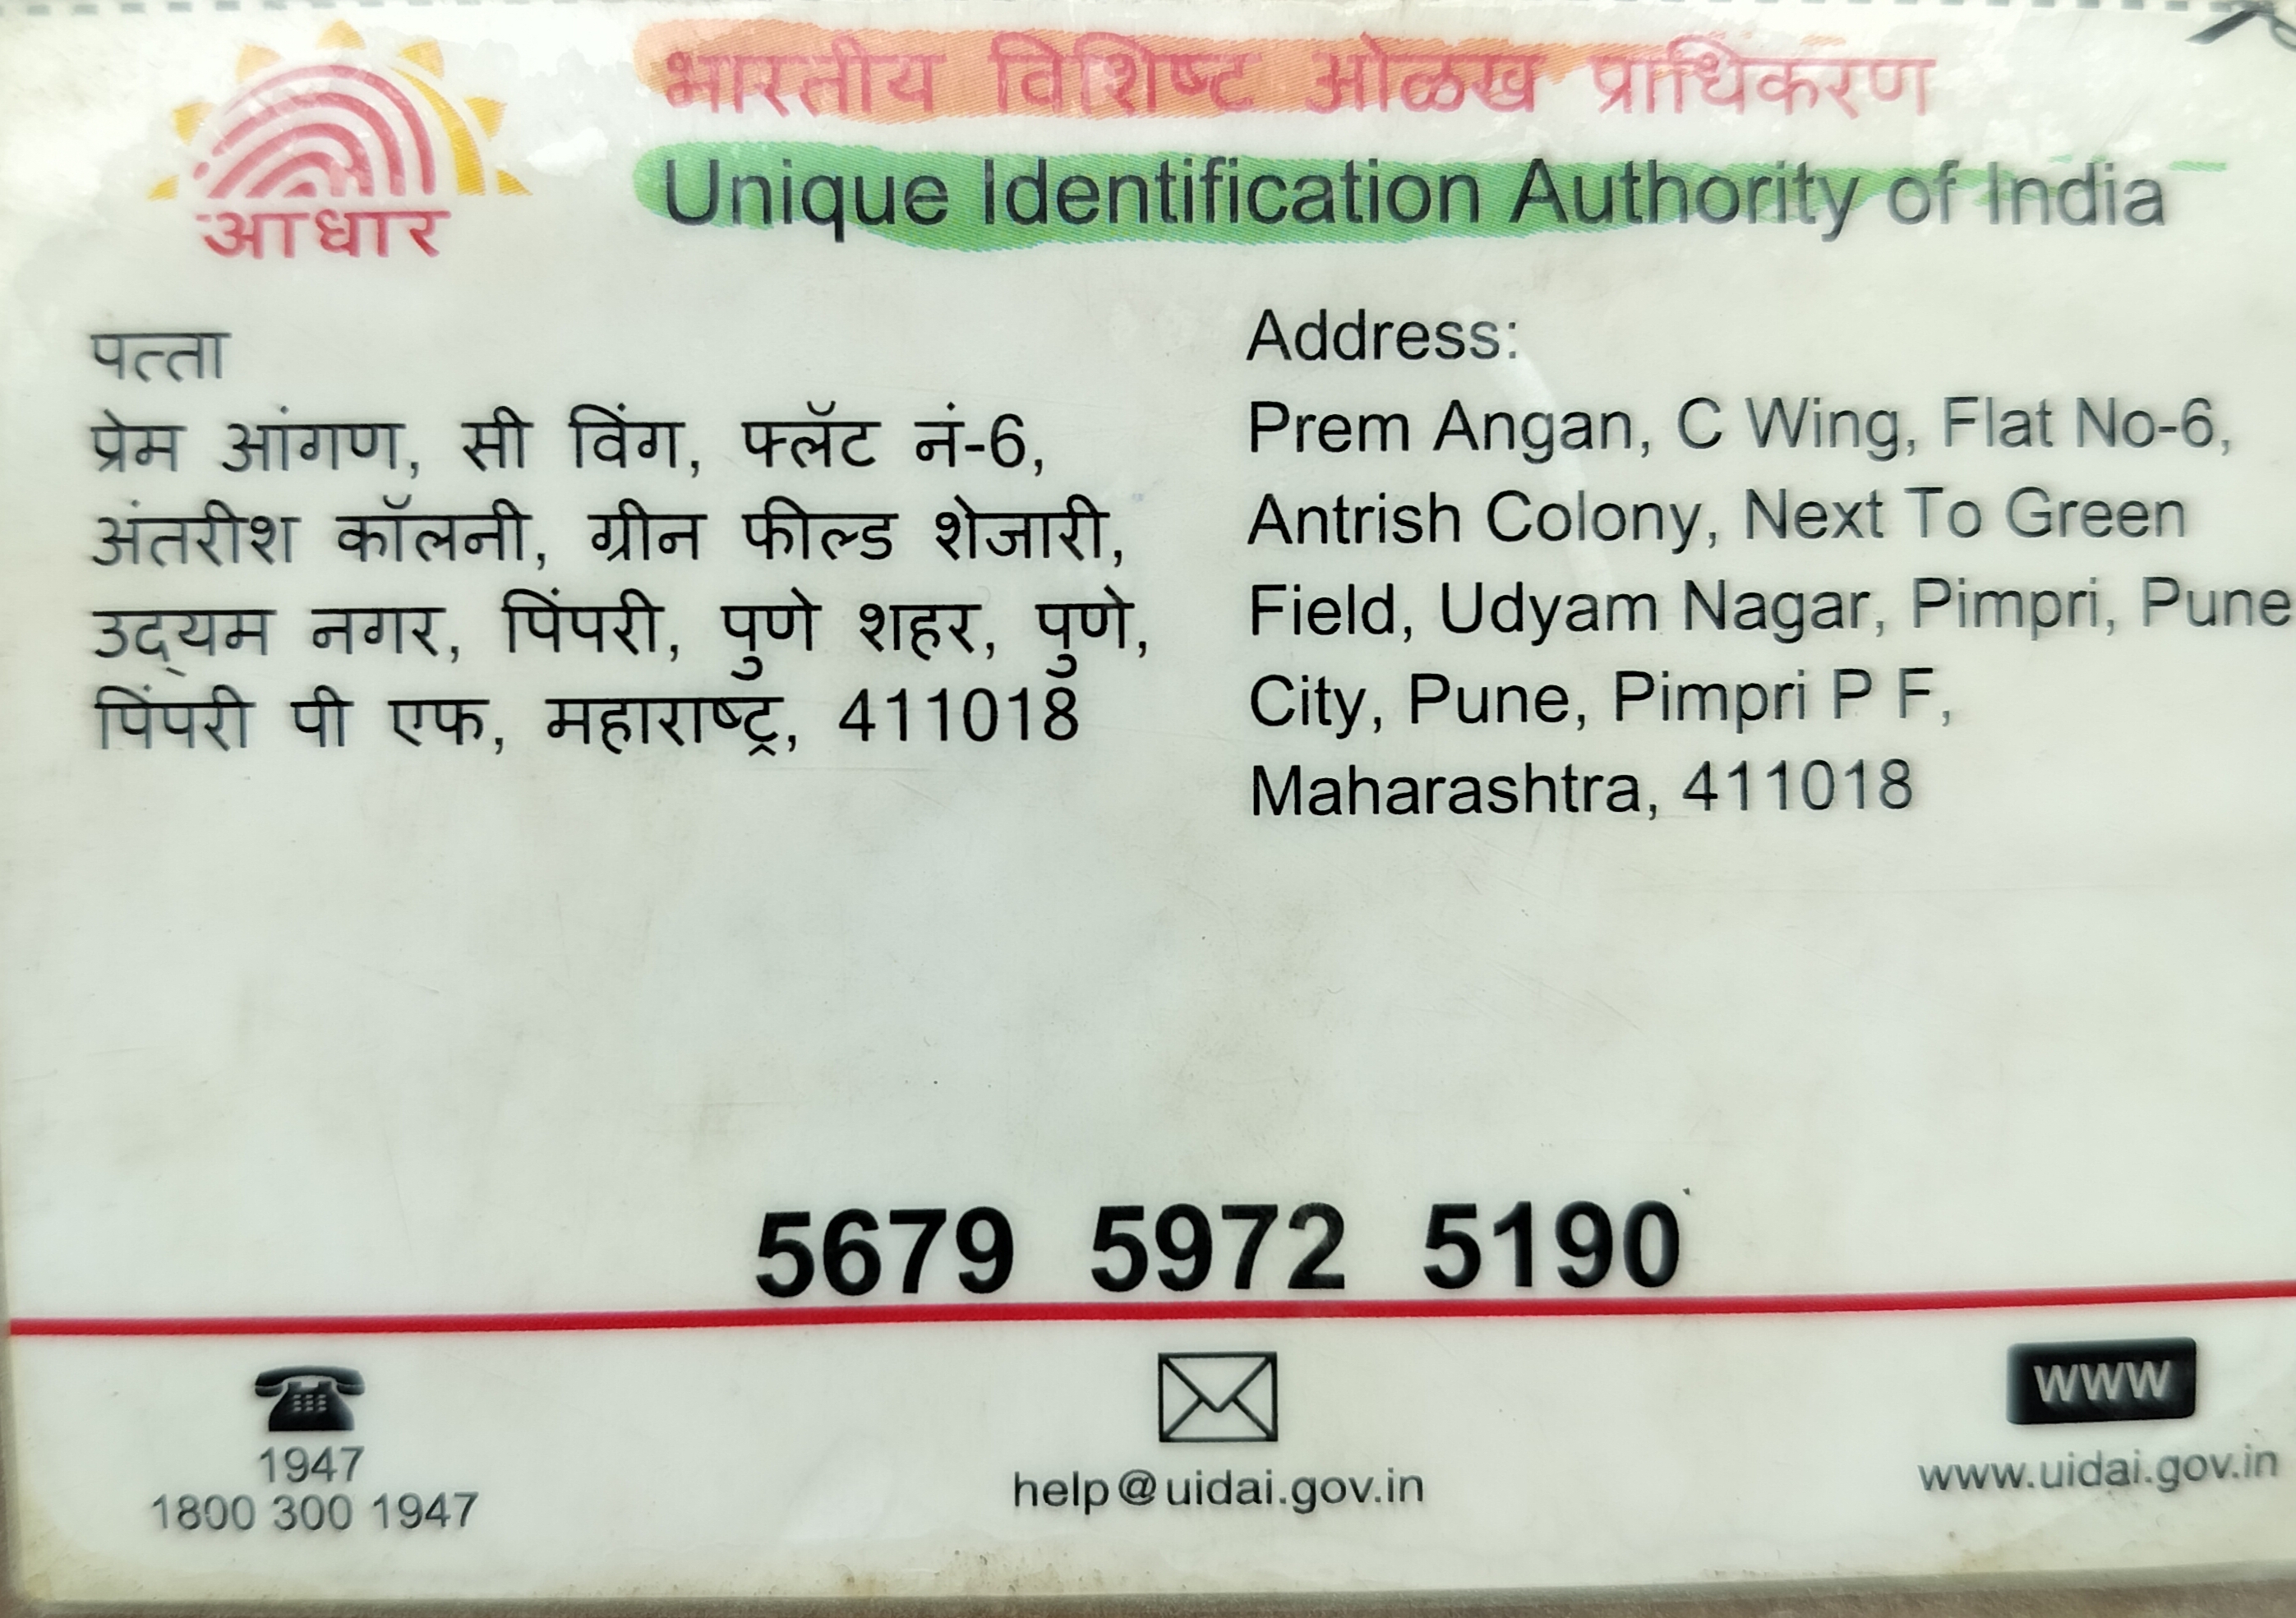 भारतीय विशिष्ट ओळख प्राधिकरण
Unique Identification Authority of India
आधार
पत्ता
प्रेम आंगण, सी विंग, फ्लॅट नं-6,
अंतरीश कॉलनी, ग्रीन फील्ड शेजारी,
उद्यम नगर, पिंपरी, पुणे शहर, पुणे,
पिंपरी पी एफ, महाराष्ट्र, 411018
Address:
Prem Angan, C Wing, Flat No-6,
Antrish Colony, Next To Green
Field, Udyam Nagar, Pimpri, Pune
City, Pune, Pimpri P F,
Maharashtra, 411018
5679 5972 5190
1947
1800 300 1947
help@uidai.gov.in
www
www.uidai.gov.in